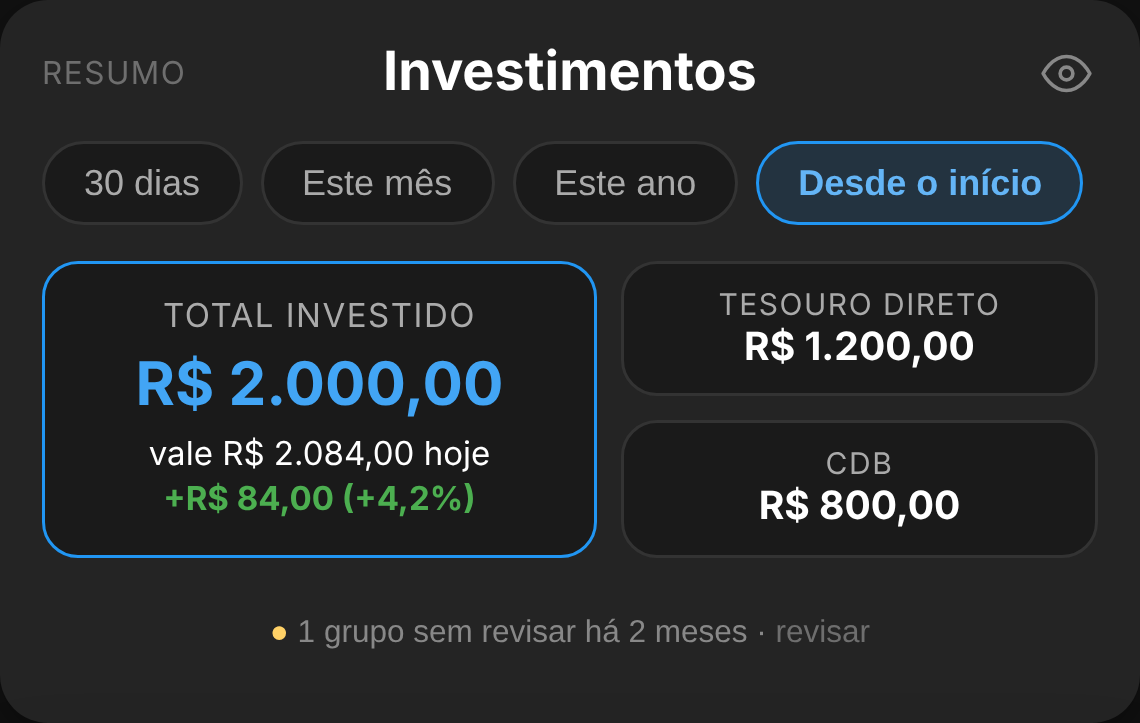 RESUMO
Investimentos
30 dias
Este mês
Este ano
Desde o início
TOTAL INVESTIDO
R$ 2.000,00
vale R$ 2.084,00 hoje
+R$ 84,00 (+4,2%)
TESOURO DIRETO
R$ 1.200,00
CDB
R$ 800,00
1 grupo sem revisar há 2 meses · revisar